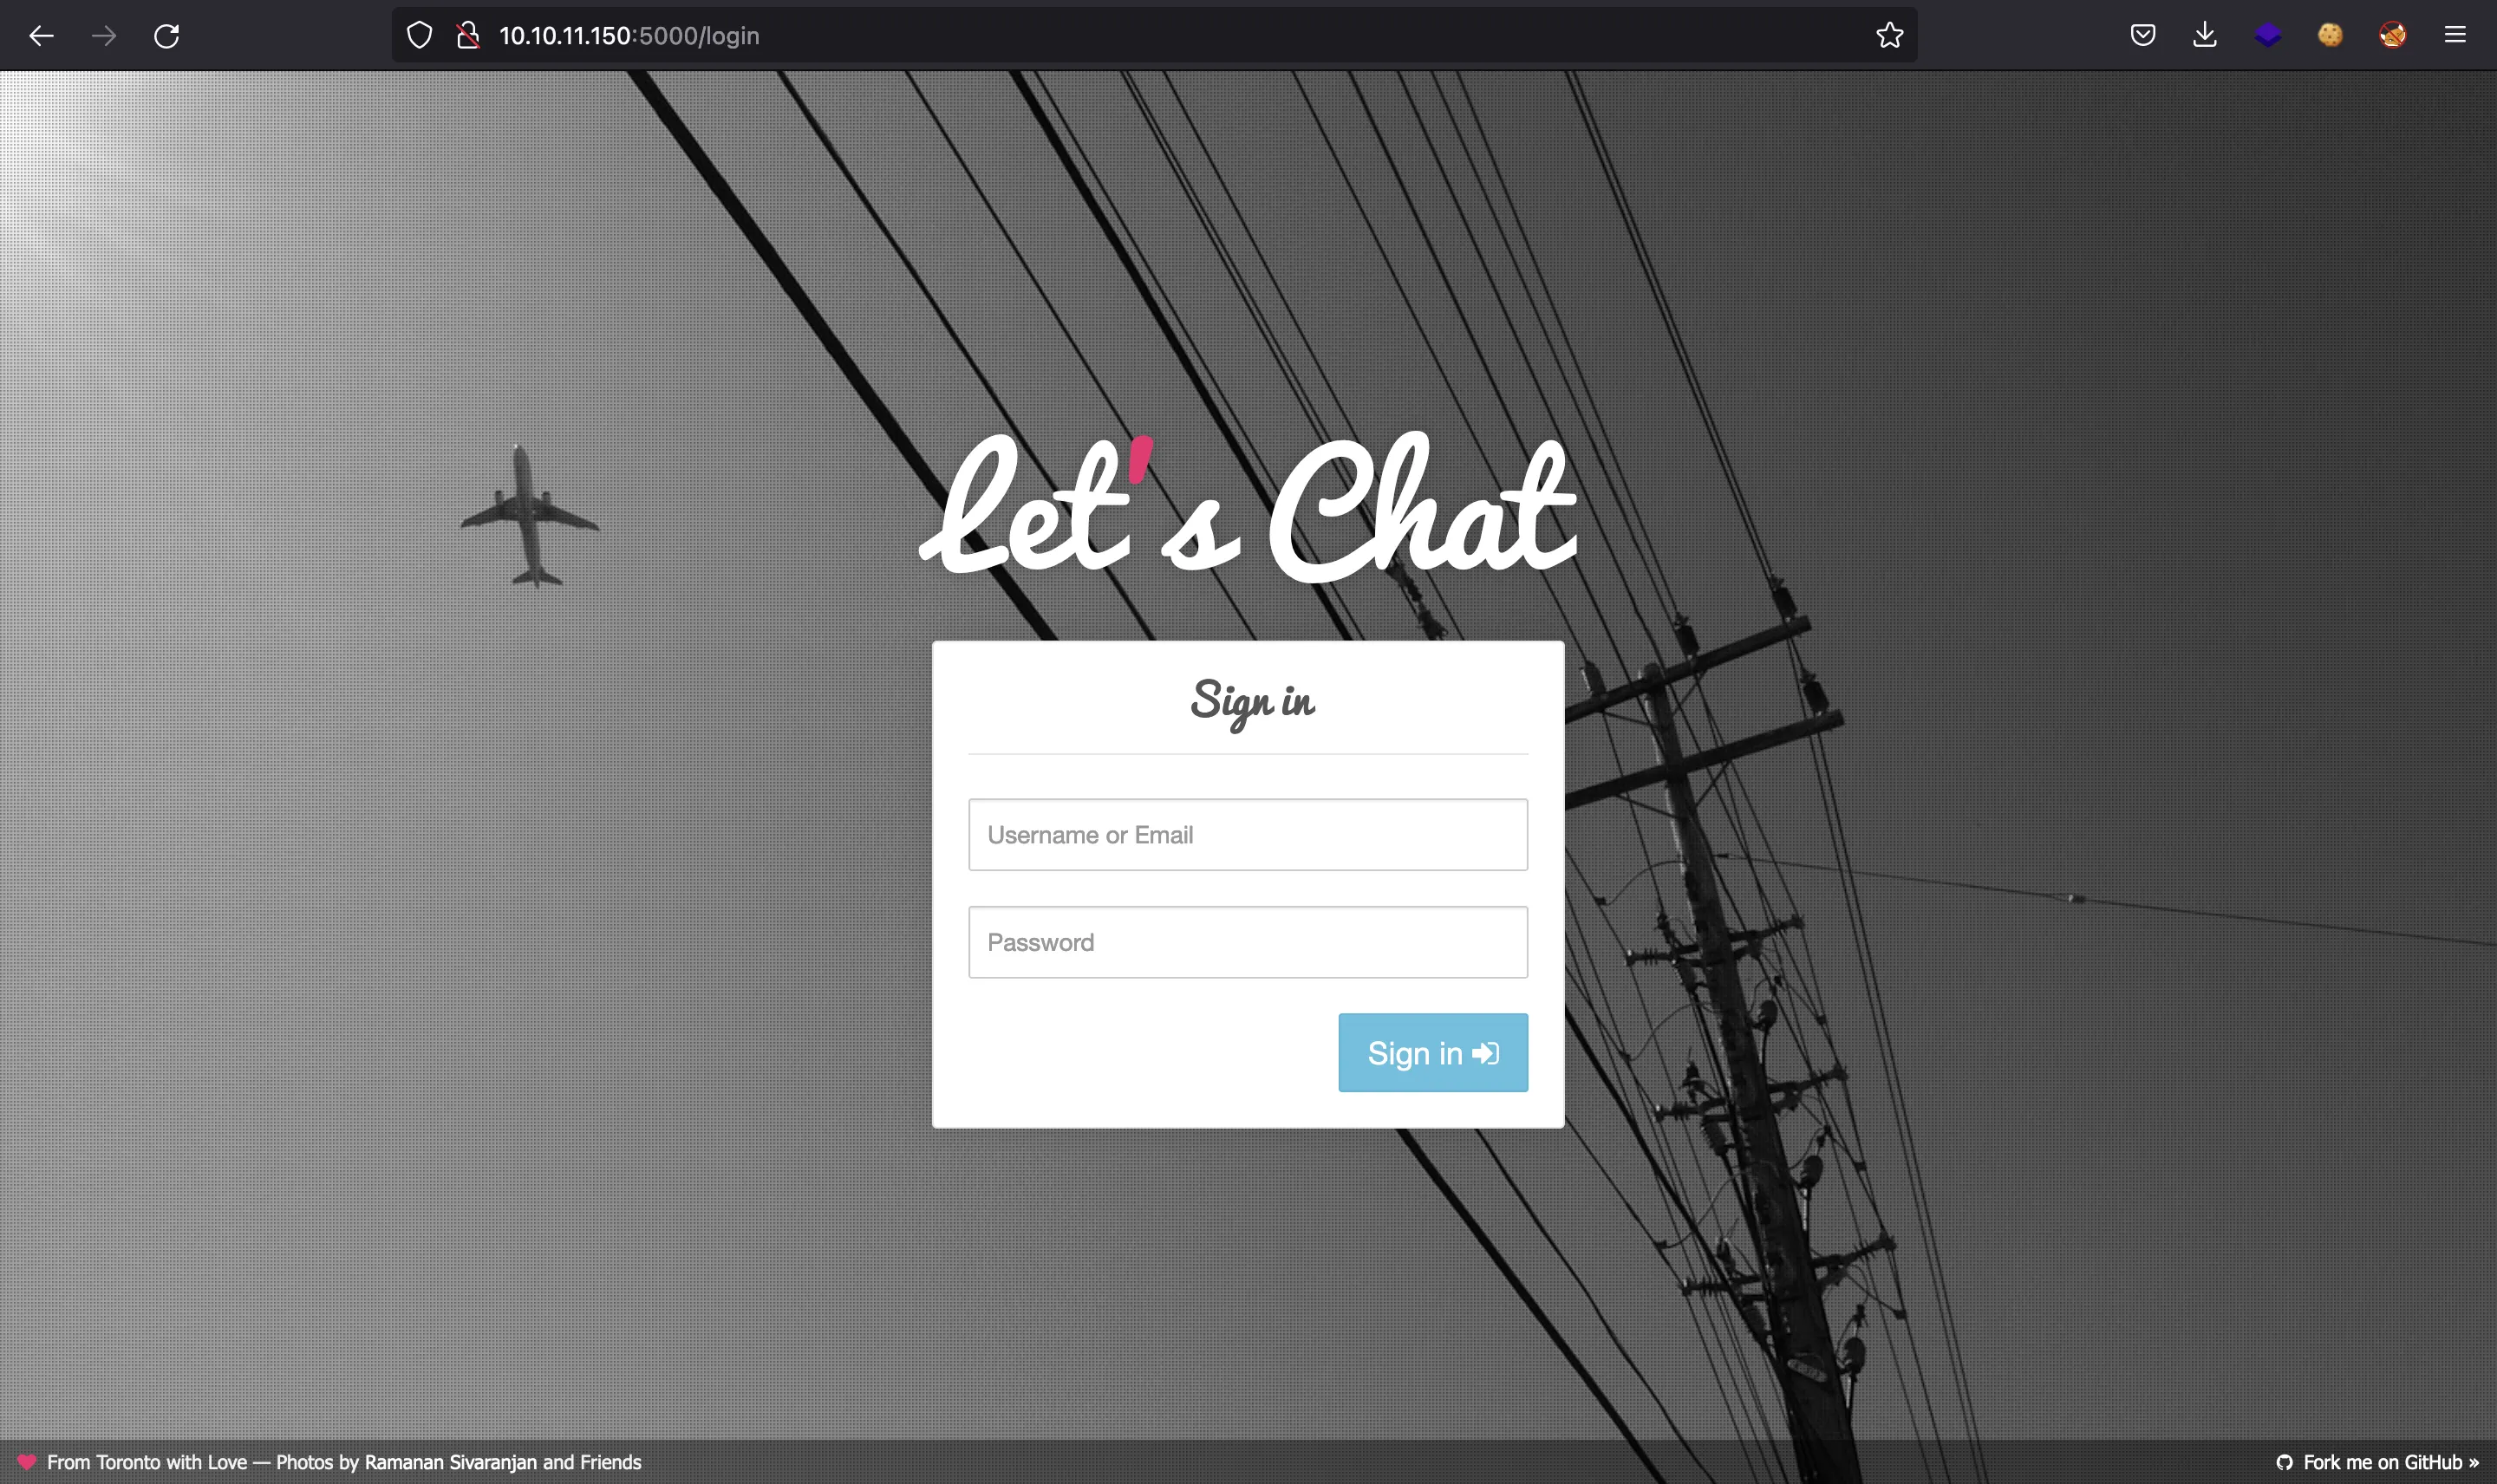 10.10.11.150:5000/login
Let's Chat
Sign in
Username or Email
Password
Sign in
From Toronto with Love — Photos by Ramanan Sivaranjan and Friends
Fork me on GitHub »